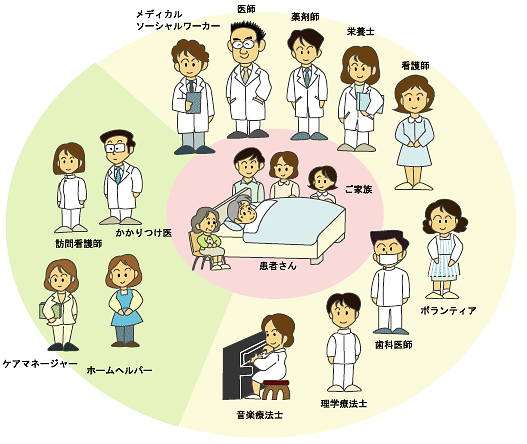 メディカル
ソーシャルワーカー
医師
薬剤師
栄養士
看護師
ご家族
患者さん
訪問看護師
かかりつけ医
ケアマネージャー
ホームヘルパー
ボランティア
歯科医師
理学療法士
音楽療法士